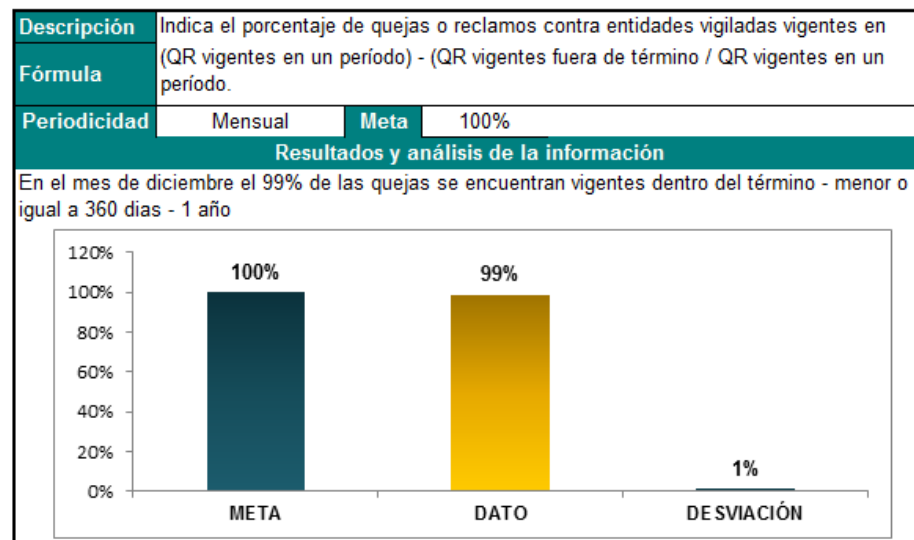 Descripción Indica el porcentaje de quejas o reclamos contra entidades vigiladas vigentes en
Fórmula (QR vigentes en un período) - (QR vigentes fuera de término / QR vigentes en un
período.
Periodicidad Mensual Meta 100%
Resultados y análisis de la información
En el mes de diciembre el 99% de las quejas se encuentran vigentes dentro del término - menor o
igual a 360 dias - 1 año
120%
100%
80%
60%
40%
20%
0%
100%
99%
1%
META DATO DESVIACIÓN